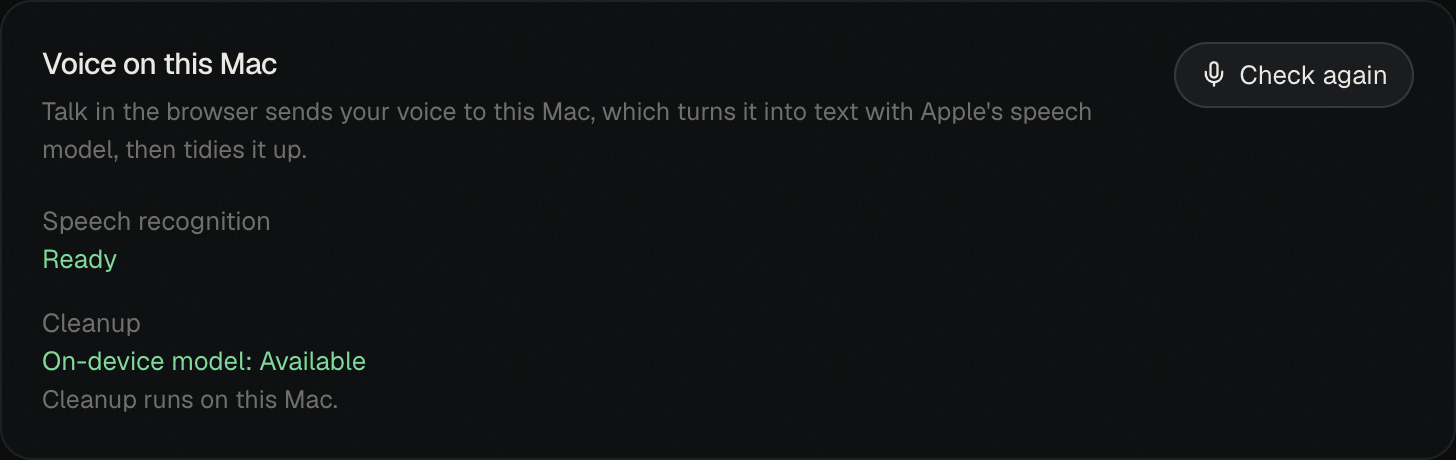 Voice on this Mac
Check again
Talk in the browser sends your voice to this Mac, which turns it into text with Apple's speech
model, then tidies it up.
Speech recognition
Ready
Cleanup
On-device model: Available
Cleanup runs on this Mac.